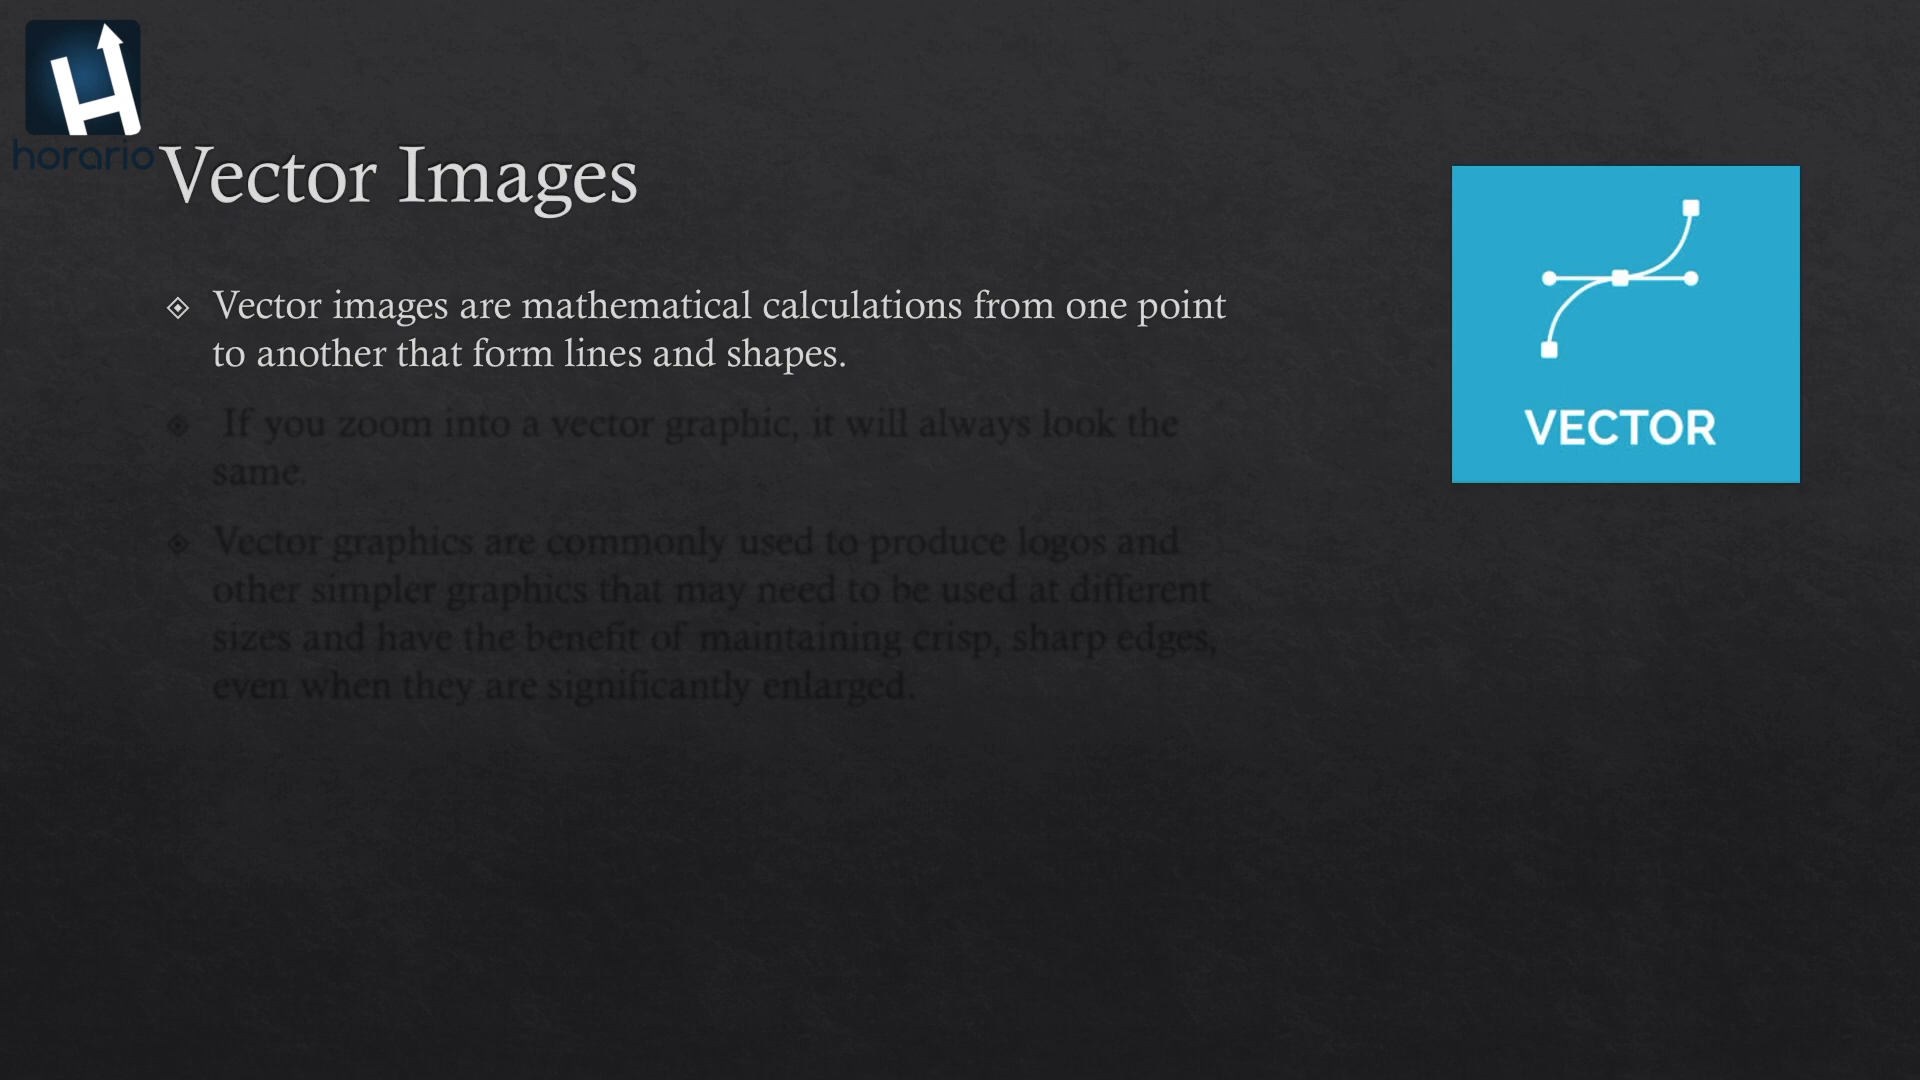 horario
Vector Images
Vector images are mathematical calculations from one point
to another that form lines and shapes.
If you zoom into a vector graphic, it will always look the
same.
Vector graphics are commonly used to produce logos and
other simpler graphics that may need to be used at different
sizes and have the benefit of maintaining crisp, sharp edges,
even when they are significantly enlarged.
VECTOR